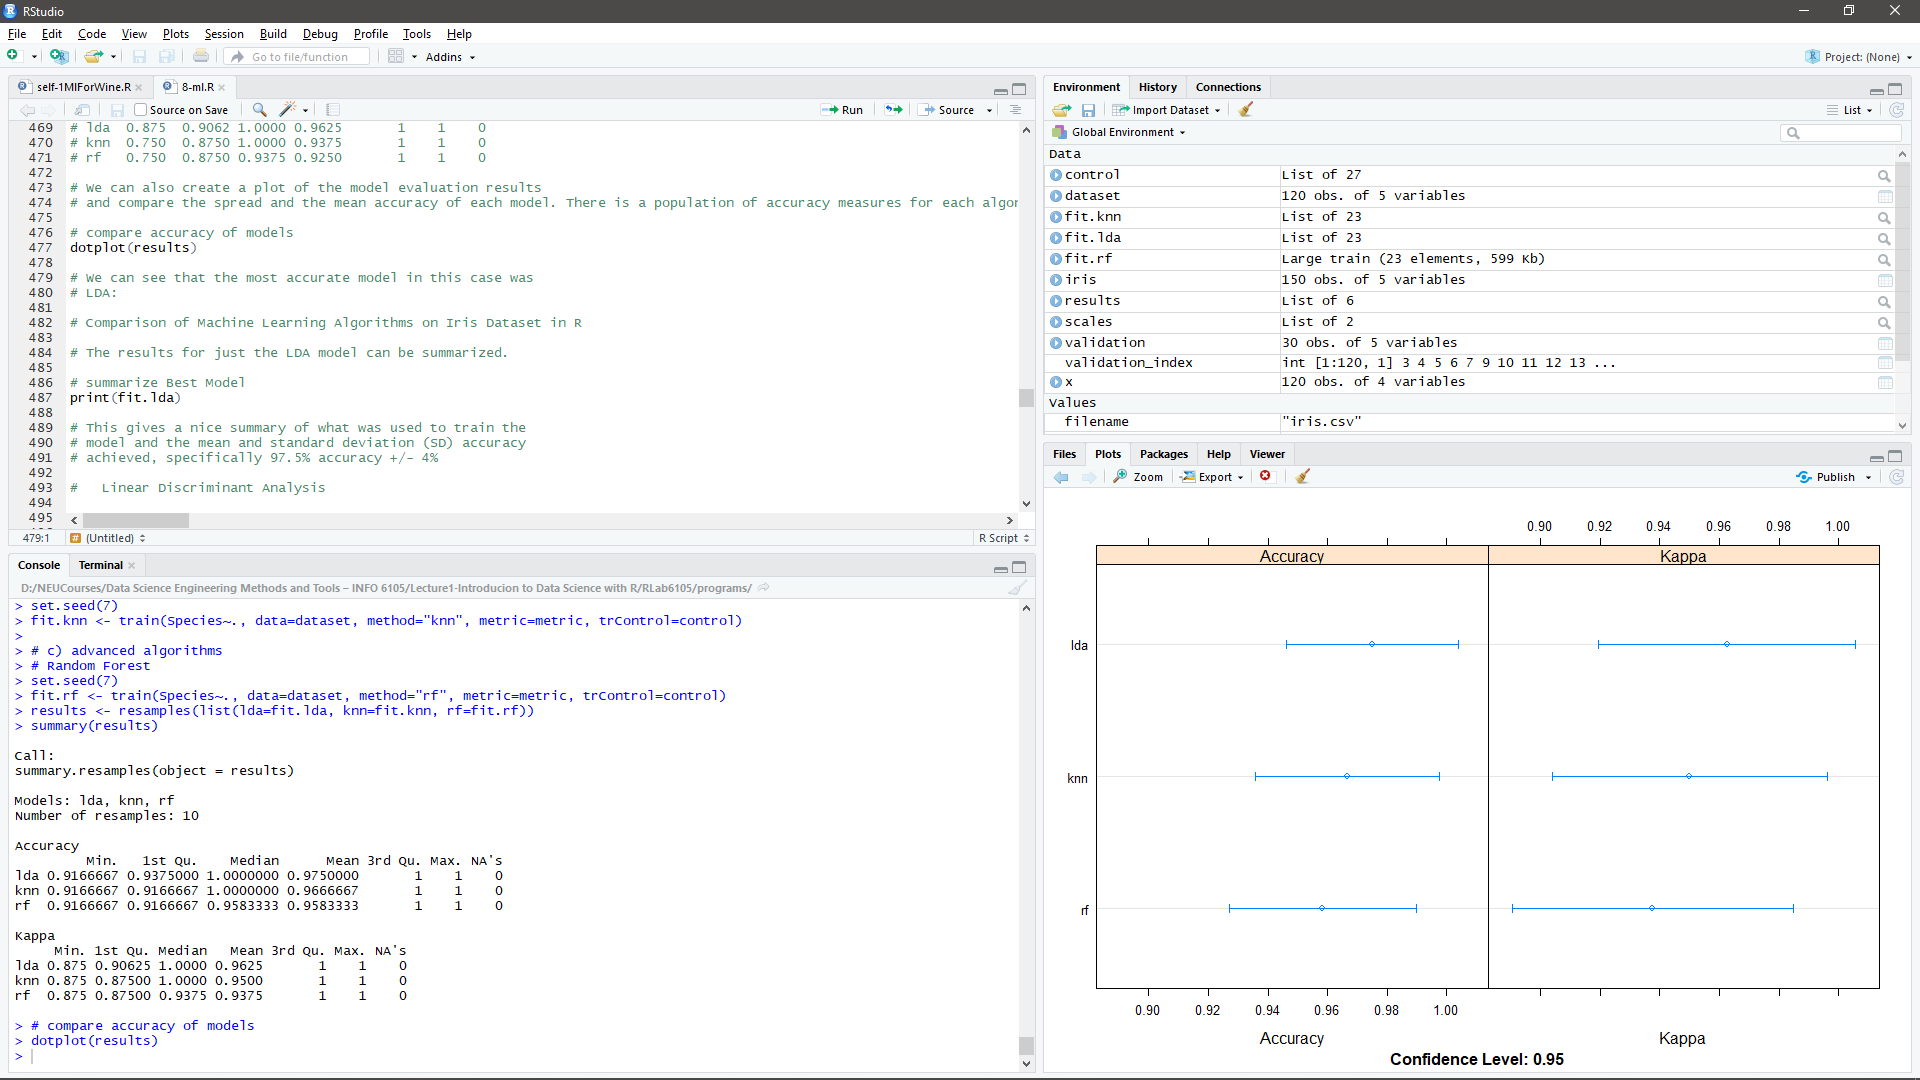 RStudio
File Edit Code View Plots Session Build Debug Profile Tools Help
Go to file/function Addins Project: (None)
self-1MlForWine.R 8-ml.R
Source on Save Run Source
469 # lda  0.875  0.9062 1.0000 0.9625       1    1    0
470 # knn  0.750  0.8750 1.0000 0.9375       1    1    0
471 # rf   0.750  0.8750 0.9375 0.9250       1    1    0
472
473 # We can also create a plot of the model evaluation results
474 # and compare the spread and the mean accuracy of each model. There is a population of accuracy measures for each algor
475
476 # compare accuracy of models
477 dotplot(results)
478
479 # We can see that the most accurate model in this case was
480 # LDA:
481
482 # Comparison of Machine Learning Algorithms on Iris Dataset in R
483
484 # The results for just the LDA model can be summarized.
485
486 # summarize Best Model
487 print(fit.lda)
488
489 # This gives a nice summary of what was used to train the
490 # model and the mean and standard deviation (SD) accuracy
491 # achieved, specifically 97.5% accuracy +/- 4%
492
493 #   Linear Discriminant Analysis
494
495
479:1 # (Untitled) R Script
Console Terminal
D:/NEUCourses/Data Science Engineering Methods and Tools – INFO 6105/Lecture1-Introducion to Data Science with R/RLab6105/programs/
> set.seed(7)
> fit.knn <- train(Species~., data=dataset, method="knn", metric=metric, trControl=control)
>
> # c) advanced algorithms
> # Random Forest
> set.seed(7)
> fit.rf <- train(Species~., data=dataset, method="rf", metric=metric, trControl=control)
> results <- resamples(list(lda=fit.lda, knn=fit.knn, rf=fit.rf))
> summary(results)
Call:
summary.resamples(object = results)
Models: lda, knn, rf
Number of resamples: 10
Accuracy
Min.   1st Qu.    Median      Mean 3rd Qu. Max. NA's
lda 0.9166667 0.9375000 1.0000000 0.9750000       1    1    0
knn 0.9166667 0.9166667 1.0000000 0.9666667       1    1    0
rf  0.9166667 0.9166667 0.9583333 0.9583333       1    1    0
Kappa
Min. 1st Qu. Median   Mean 3rd Qu. Max. NA's
lda 0.875 0.90625 1.0000 0.9625       1    1    0
knn 0.875 0.87500 1.0000 0.9500       1    1    0
rf  0.875 0.87500 0.9375 0.9375       1    1    0
> # compare accuracy of models
> dotplot(results)
>
Environment History Connections
Import Dataset List
Global Environment
Data
control List of 27
dataset 120 obs. of 5 variables
fit.knn List of 23
fit.lda List of 23
fit.rf Large train (23 elements, 599 Kb)
iris 150 obs. of 5 variables
results List of 6
scales List of 2
validation 30 obs. of 5 variables
validation_index int [1:120, 1] 3 4 5 6 7 9 10 11 12 13 ...
x 120 obs. of 4 variables
Values
filename "iris.csv"
Files Plots Packages Help Viewer
Zoom Export Publish
0.90 0.92 0.94 0.96 0.98 1.00
Accuracy Kappa
lda
knn
rf
0.90 0.92 0.94 0.96 0.98 1.00
Accuracy Kappa
Confidence Level: 0.95